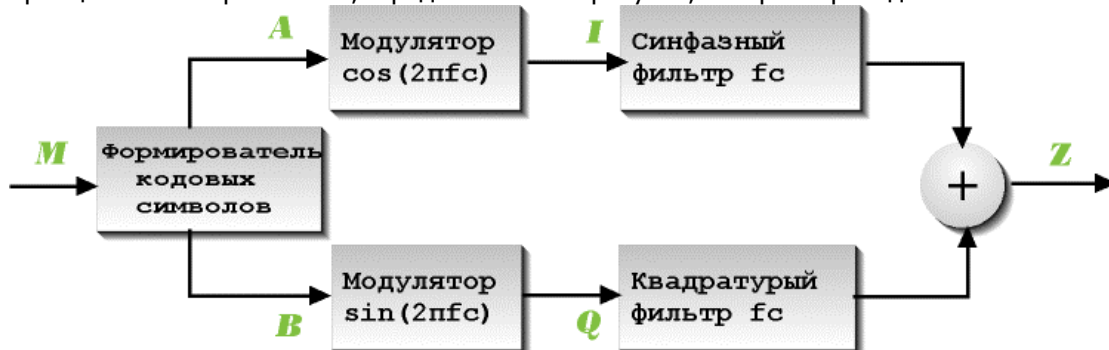 A
Модулятор
cos(2πfc)
I
Синфазный
фильтр fc
M
Формирователь
кодовых
символов
+
Z
B
Модулятор
sin(2πfc)
Q
Квадратурый
фильтр fc